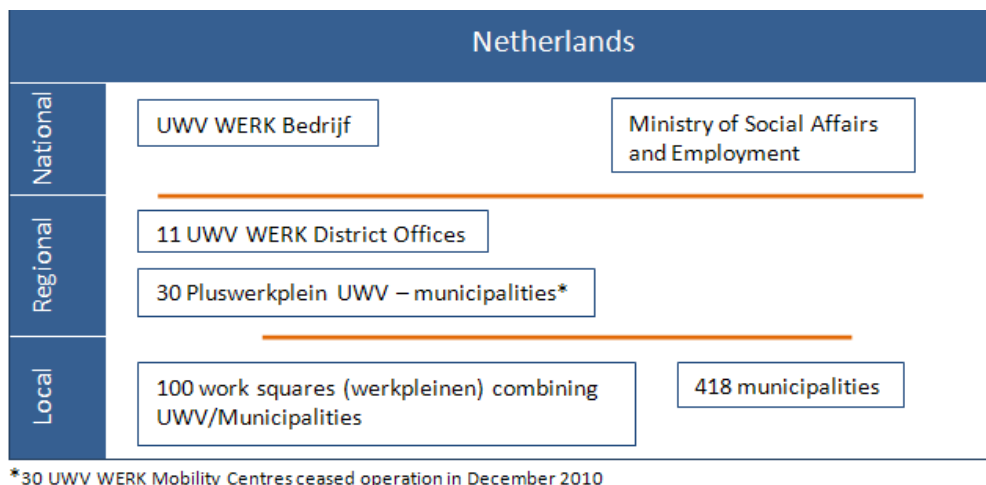 Netherlands
National
UWV WERK Bedrijf
Ministry of Social Affairs
and Employment
Regional
11 UWV WERK District Offices
30 Pluswerkplein UWV – municipalities*
Local
100 work squares (werkpleinen) combining
UWV/Municipalities
418 municipalities
*30 UWV WERK Mobility Centres ceased operation in December 2010